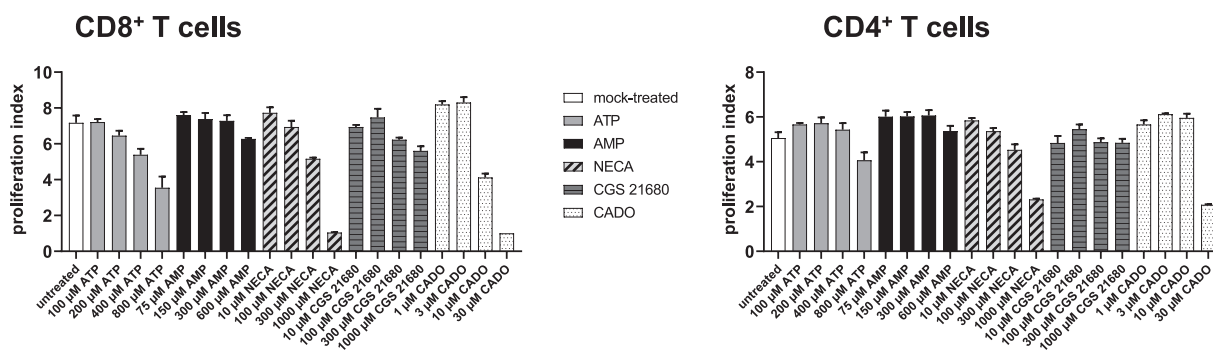 CD8⁺ T cells
proliferation index
10
8
6
4
2
0
untreated
100 µM ATP
200 µM ATP
400 µM ATP
800 µM ATP
75 µM AMP
150 µM AMP
300 µM AMP
600 µM AMP
10 µM NECA
100 µM NECA
300 µM NECA
1000 µM NECA
10 µM CGS 21680
100 µM CGS 21680
300 µM CGS 21680
1000 µM CGS 21680
1 µM CADO
3 µM CADO
10 µM CADO
30 µM CADO
mock-treated
ATP
AMP
NECA
CGS 21680
CADO
CD4⁺ T cells
proliferation index
8
6
4
2
0
untreated
100 µM ATP
200 µM ATP
400 µM ATP
800 µM ATP
75 µM AMP
150 µM AMP
300 µM AMP
600 µM AMP
10 µM NECA
100 µM NECA
300 µM NECA
1000 µM NECA
10 µM CGS 21680
100 µM CGS 21680
300 µM CGS 21680
1000 µM CGS 21680
1 µM CADO
3 µM CADO
10 µM CADO
30 µM CADO